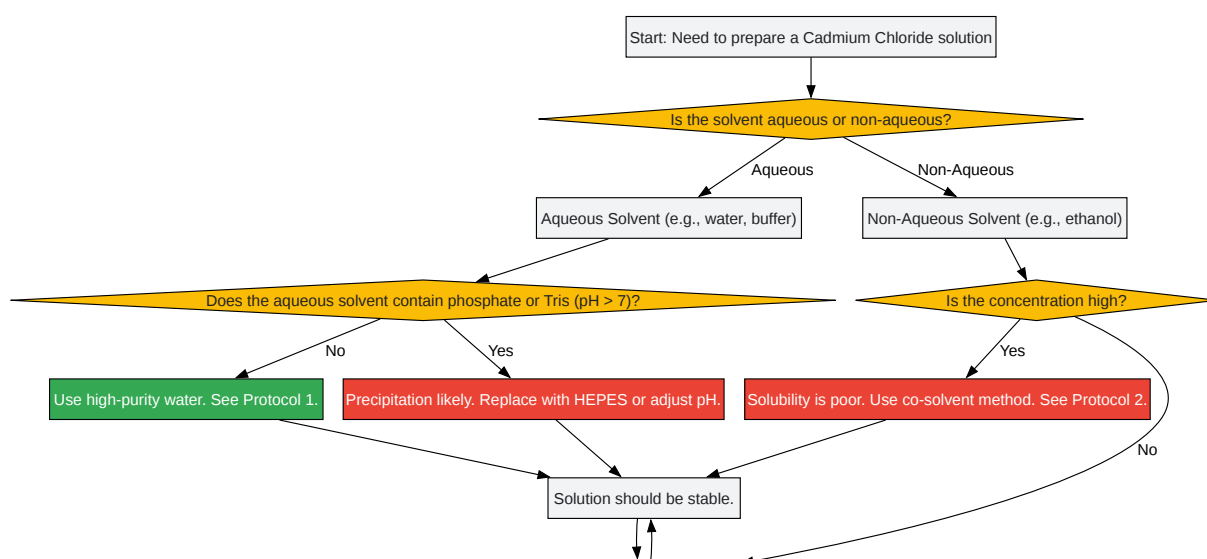 Start: Need to prepare a Cadmium Chloride solution
Is the solvent aqueous or non-aqueous?
Aqueous
Non-Aqueous
Aqueous Solvent (e.g., water, buffer)
Non-Aqueous Solvent (e.g., ethanol)
Does the aqueous solvent contain phosphate or Tris (pH > 7)?
Is the concentration high?
No
Yes
Yes
Use high-purity water. See Protocol 1.
Precipitation likely. Replace with HEPES or adjust pH.
Solubility is poor. Use co-solvent method. See Protocol 2.
No
Solution should be stable.